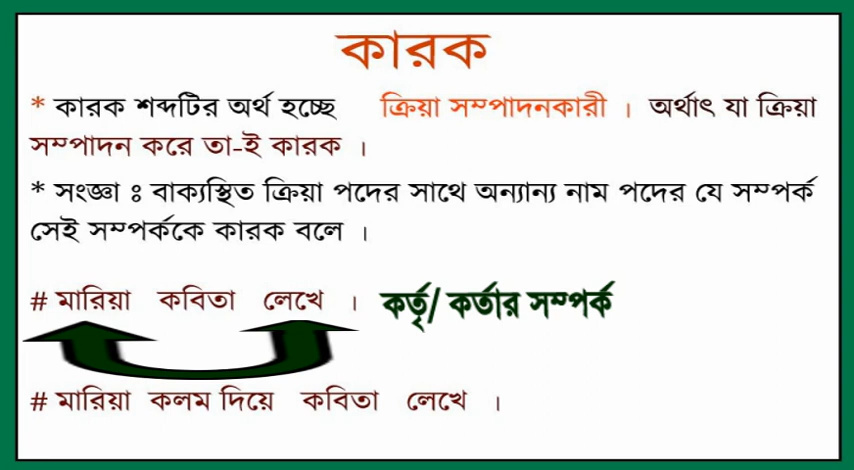 কারক
* কারক শব্দটির অর্থ হচ্ছে ক্রিয়া সম্পাদনকারী । অর্থাৎ যা ক্রিয়া
সম্পাদন করে তা-ই কারক ।
* সংজ্ঞা ঃ বাক্যস্থিত ক্রিয়া পদের সাথে অন্যান্য নাম পদের যে সম্পর্ক
সেই সম্পর্ককে কারক বলে ।
# মারিয়া কবিতা লেখে । কর্তৃ/ কর্তার সম্পর্ক
# মারিয়া কলম দিয়ে কবিতা লেখে ।